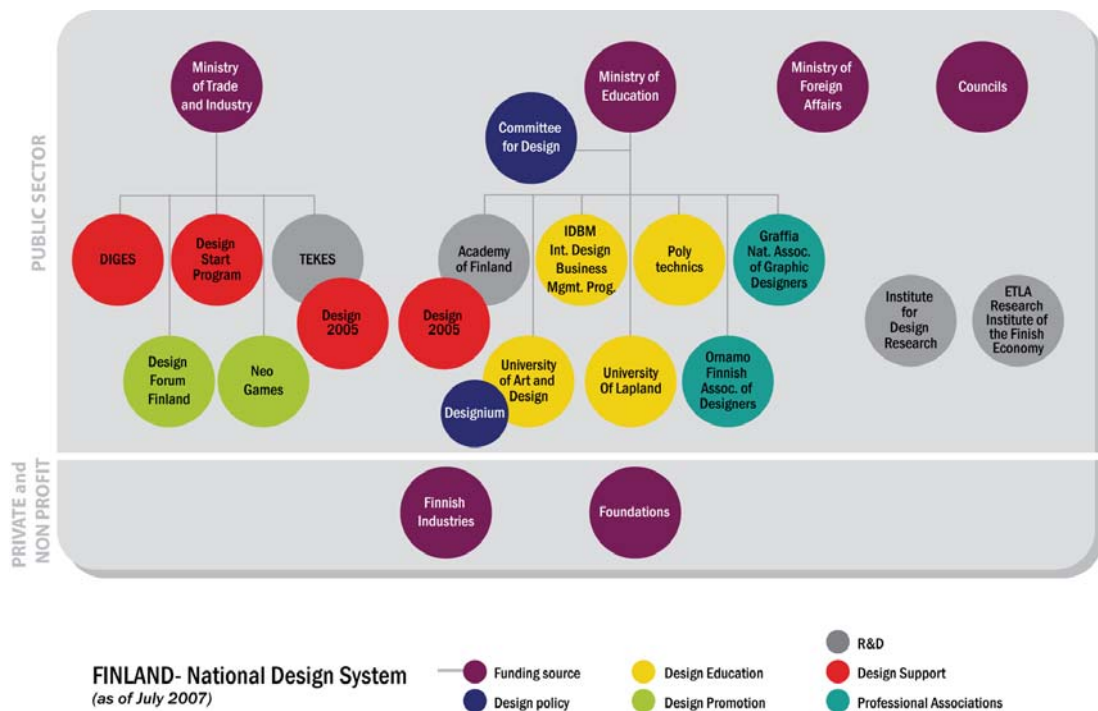 PUBLIC SECTOR
Ministry
of Trade
and Industry
Ministry of
Education
Ministry of
Foreign
Affairs
Councils
Committee
for Design
DIGES
Design
Start
Program
TEKES
Design
2005
Design
Forum
Finland
Neo
Games
Academy
of Finland
Design
2005
IDBM
Int. Design
Business
Mgmt. Prog.
Poly
technics
Graffia
Nat. Assoc.
of Graphic
Designers
University
of Art and
Design
Designium
University
Of Lapland
Ornamo
Finnish
Assoc. of
Designers
Institute
for
Design
Research
ETLA
Research
Institute of
the Finish
Economy
PRIVATE and
NON PROFIT
Finnish
Industries
Foundations
FINLAND- National Design System
(as of July 2007)
Funding source
Design policy
Design Education
Design Promotion
R&D
Design Support
Professional Associations